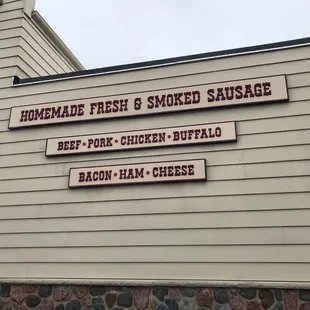 HOMEMADE FRESH & SMOKED SAUSAGE
BEEF • PORK • CHICKEN • BUFFALO
BACON • HAM • CHEESE